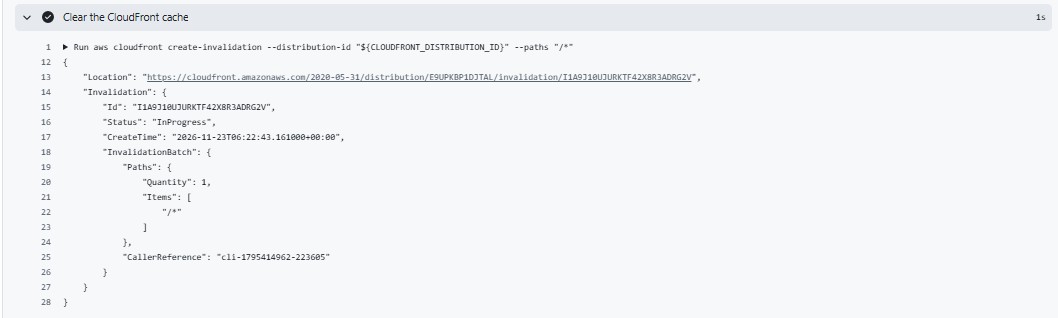 Clear the CloudFront cache 1s
1 ▶ Run aws cloudfront create-invalidation --distribution-id "${CLOUDFRONT_DISTRIBUTION_ID}" --paths "/*"
12 {
13 "Location": "https://cloudfront.amazonaws.com/2020-05-31/distribution/E9UPKBP1DJTAL/invalidation/I1A9J10UJURKTF42X8R3ADRG2V",
14 "Invalidation": {
15 "Id": "I1A9J10UJURKTF42X8R3ADRG2V",
16 "Status": "InProgress",
17 "CreateTime": "2026-11-23T06:22:43.161000+00:00",
18 "InvalidationBatch": {
19 "Paths": {
20 "Quantity": 1,
21 "Items": [
22 "/*"
23 ]
24 },
25 "CallerReference": "cli-1795414962-223605"
26 }
27 }
28 }